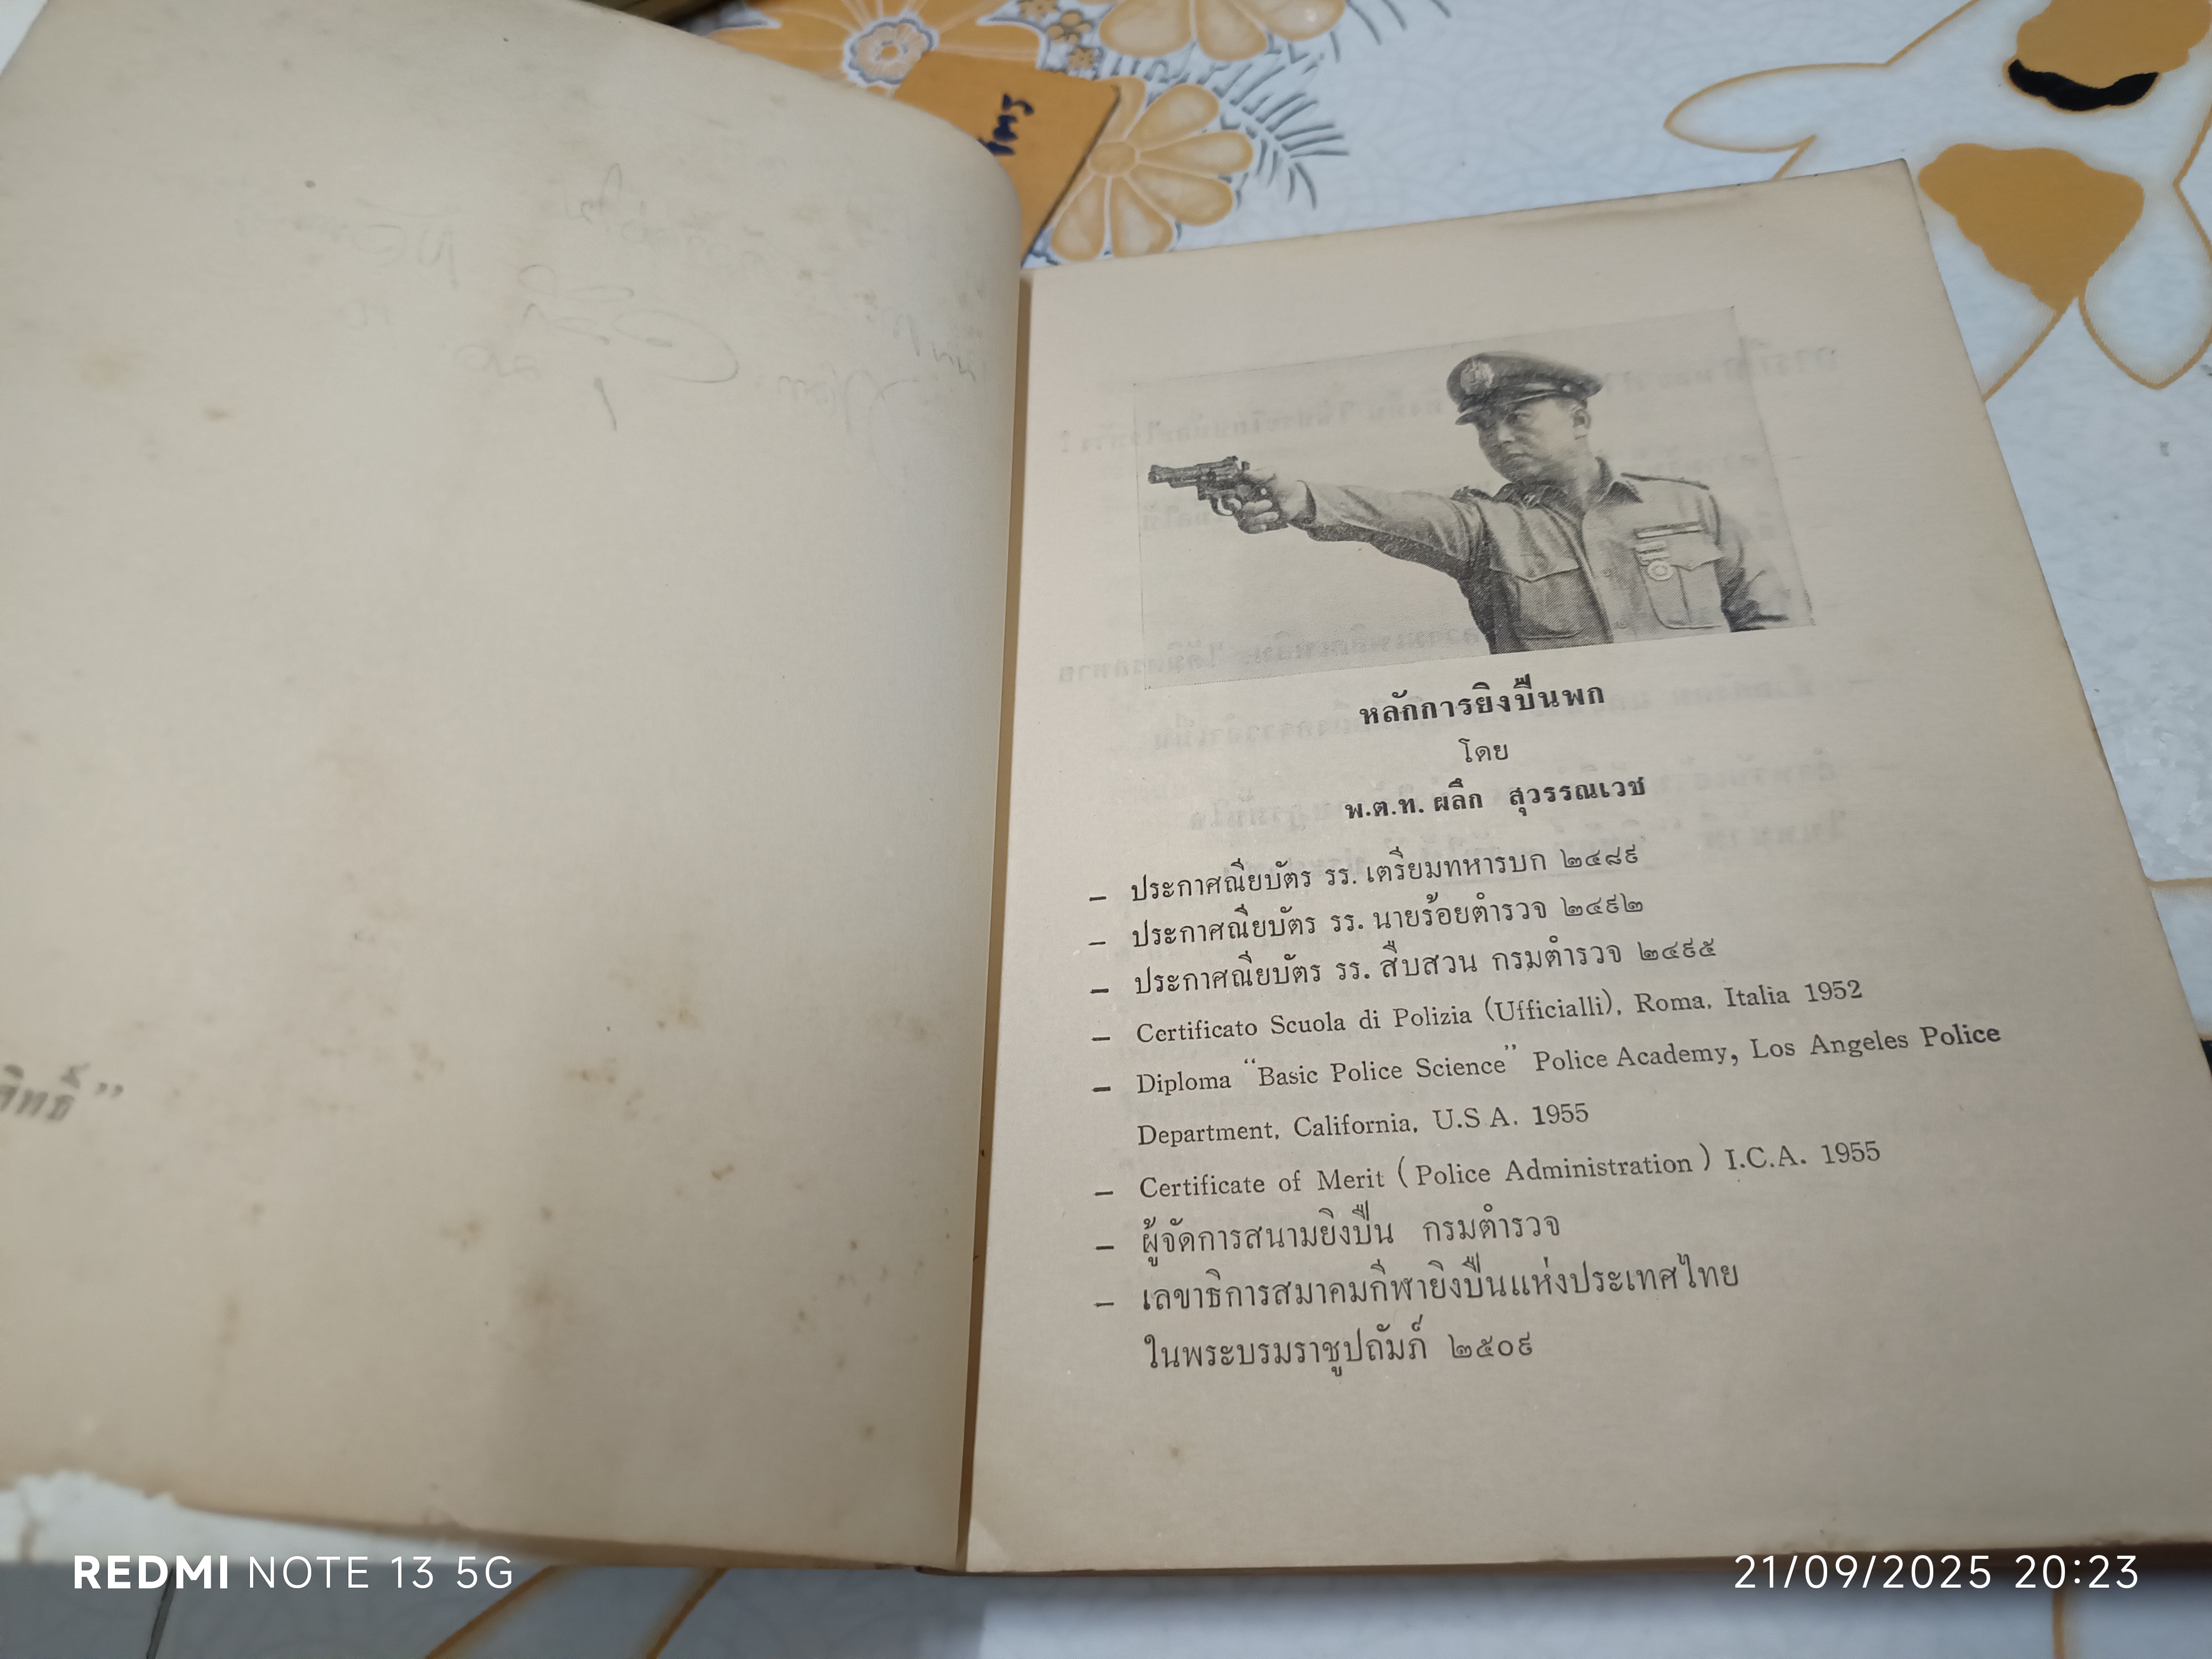 สิทธิ์”
หลักการยิงปืนพก
โดย
พ.ต.ท. ผลึก สุวรรณเวช
– ประกาศณียบัตร รร. เตรียมทหารบก ๒๔๘๙
– ประกาศณียบัตร รร. นายร้อยตำรวจ ๒๔๙๒
– ประกาศณียบัตร รร. สืบสวน กรมตำรวจ ๒๔๙๕
– Certificato Scuola di Polizia (Ufficialli), Roma, Italia 1952
– Diploma “Basic Police Science” Police Academy, Los Angeles Police
Department, California, U.S A. 1955
– Certificate of Merit (Police Administration) I.C.A. 1955
– ผู้จัดการสนามยิงปืน กรมตำรวจ
– เลขาธิการสมาคมกีฬายิงปืนแห่งประเทศไทย
ในพระบรมราชูปถัมภ์ ๒๕๐๙
REDMI NOTE 13 5G
21/09/2025 20:23